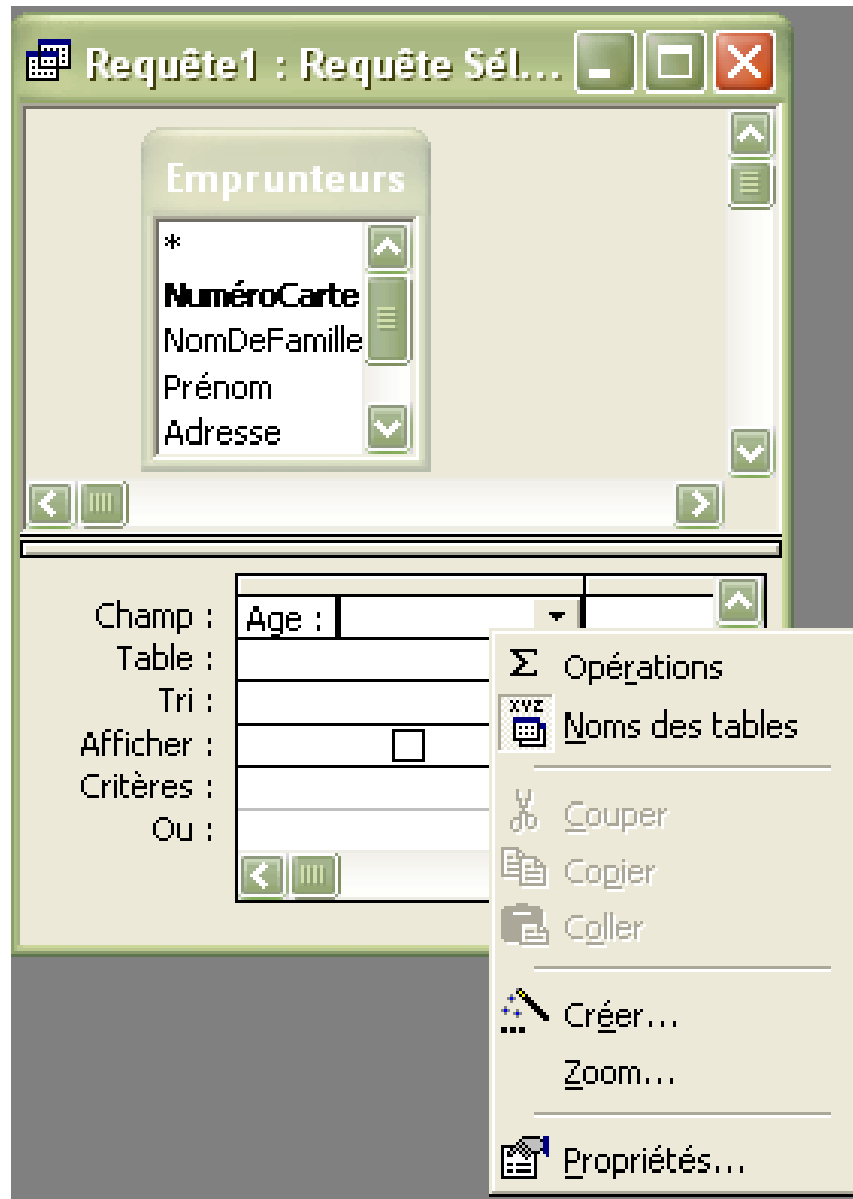 Requête1 : Requête Sél...
Emprunteurs
*
NuméroCarte
NomDeFamille
Prénom
Adresse
Champ : Age :
Table :
Tri :
Afficher :
Critères :
Ou :
Σ Opérations
XYZ Noms des tables
Couper
Copier
Coller
Créer...
Zoom...
Propriétés...